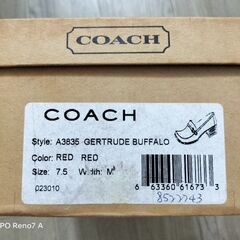 COACH
COACH
Style: A3835 GERTRUDE BUFFALO
Color: RED RED
Size: 7.5 Width: M
023010
6 63360 61673 3
8577743
PO Reno7 A